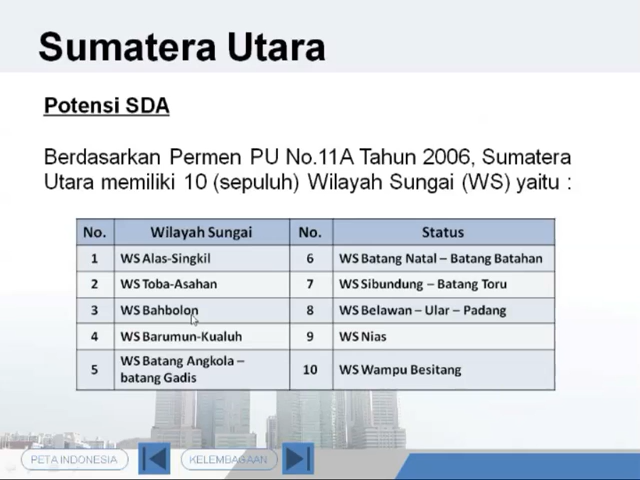 Sumatera Utara
Potensi SDA
Berdasarkan Permen PU No.11A Tahun 2006, Sumatera
Utara memiliki 10 (sepuluh) Wilayah Sungai (WS) yaitu :
No. Wilayah Sungai No. Status
1 WS Alas-Singkil 6 WS Batang Natal – Batang Batahan
2 WS Toba-Asahan 7 WS Sibundung – Batang Toru
3 WS Bahbolon 8 WS Belawan – Ular – Padang
4 WS Barumun-Kualuh 9 WS Nias
5 WS Batang Angkola –
batang Gadis 10 WS Wampu Besitang
PETA INDONESIA KELEMBAGAAN